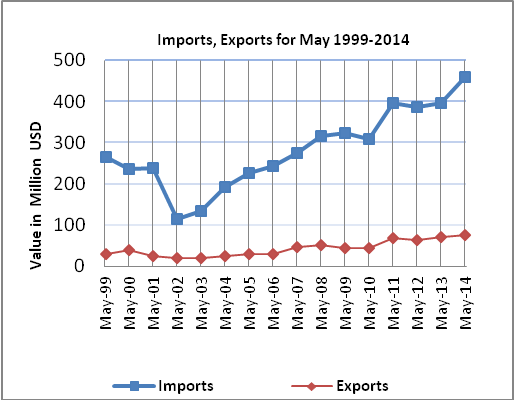 Imports, Exports for May 1999-2014
Value in Million USD
500
400
300
200
100
0
May-99
May-00
May-01
May-02
May-03
May-04
May-05
May-06
May-07
May-08
May-09
May-10
May-11
May-12
May-13
May-14
Imports
Exports